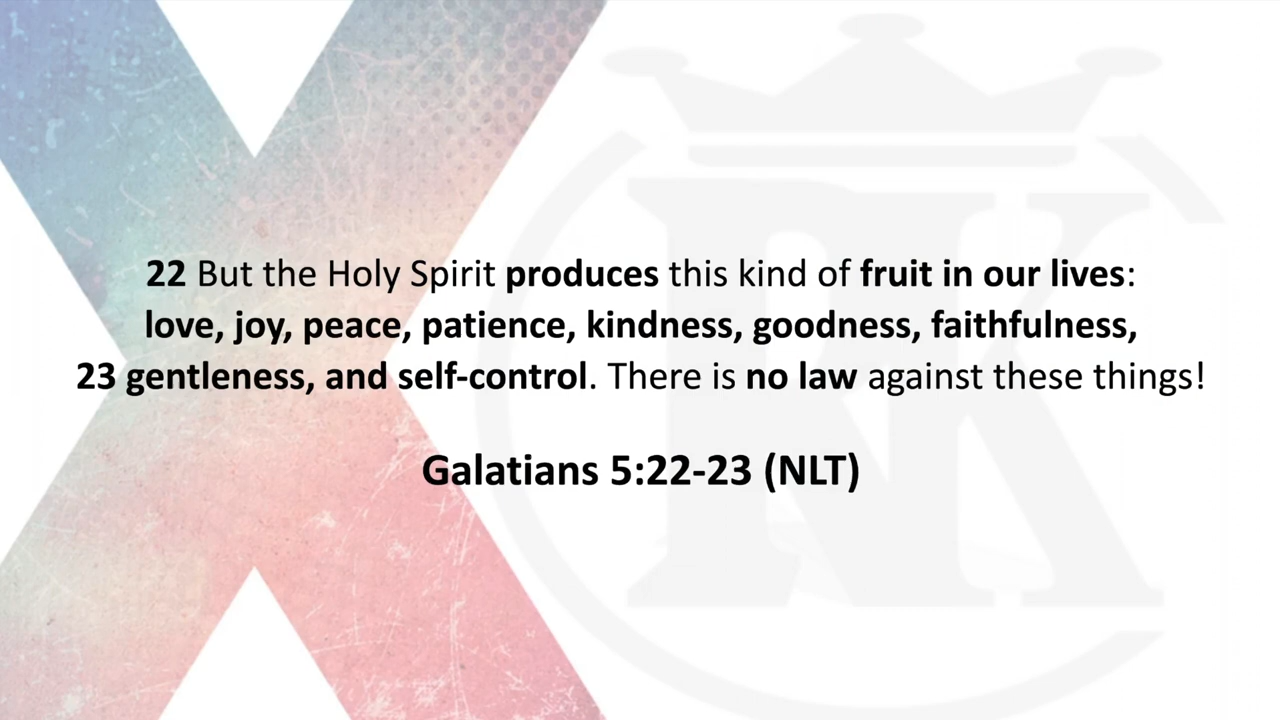 22 But the Holy Spirit produces this kind of fruit in our lives:
love, joy, peace, patience, kindness, goodness, faithfulness,
23 gentleness, and self-control. There is no law against these things!
Galatians 5:22-23 (NLT)